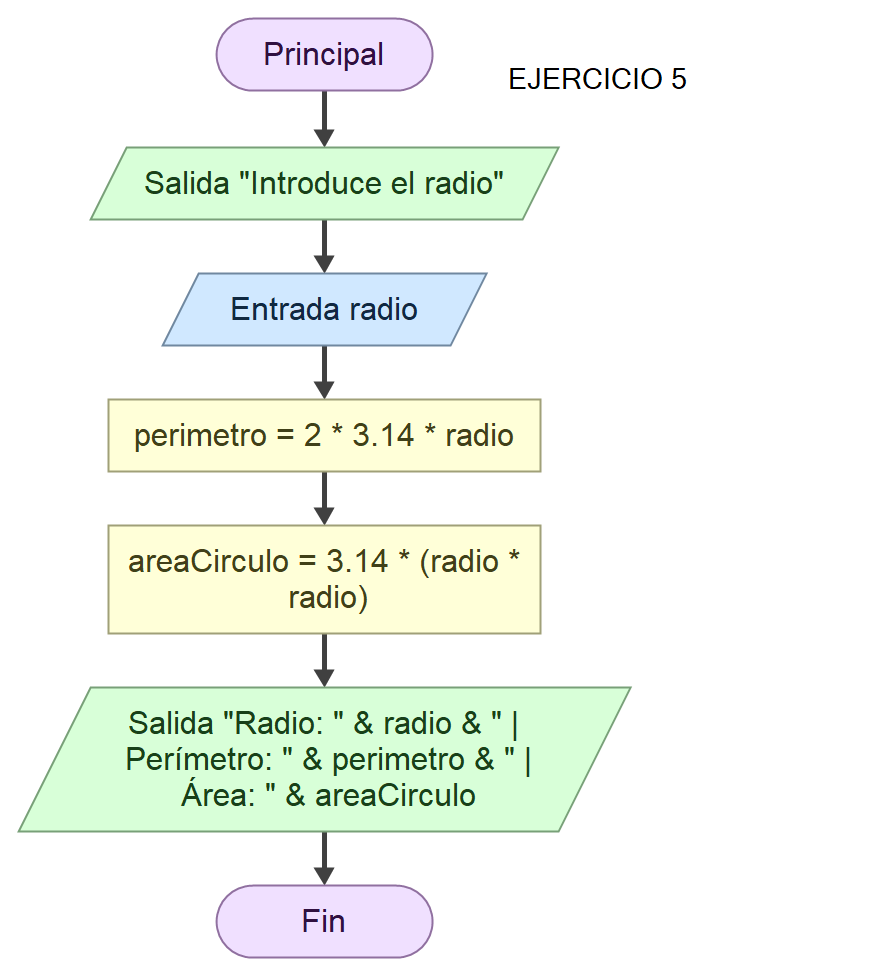 Principal
EJERCICIO 5
Salida "Introduce el radio"
Entrada radio
perimetro = 2 * 3.14 * radio
areaCirculo = 3.14 * (radio *
radio)
Salida "Radio: " & radio & " |
Perímetro: " & perimetro & " |
Área: " & areaCirculo
Fin